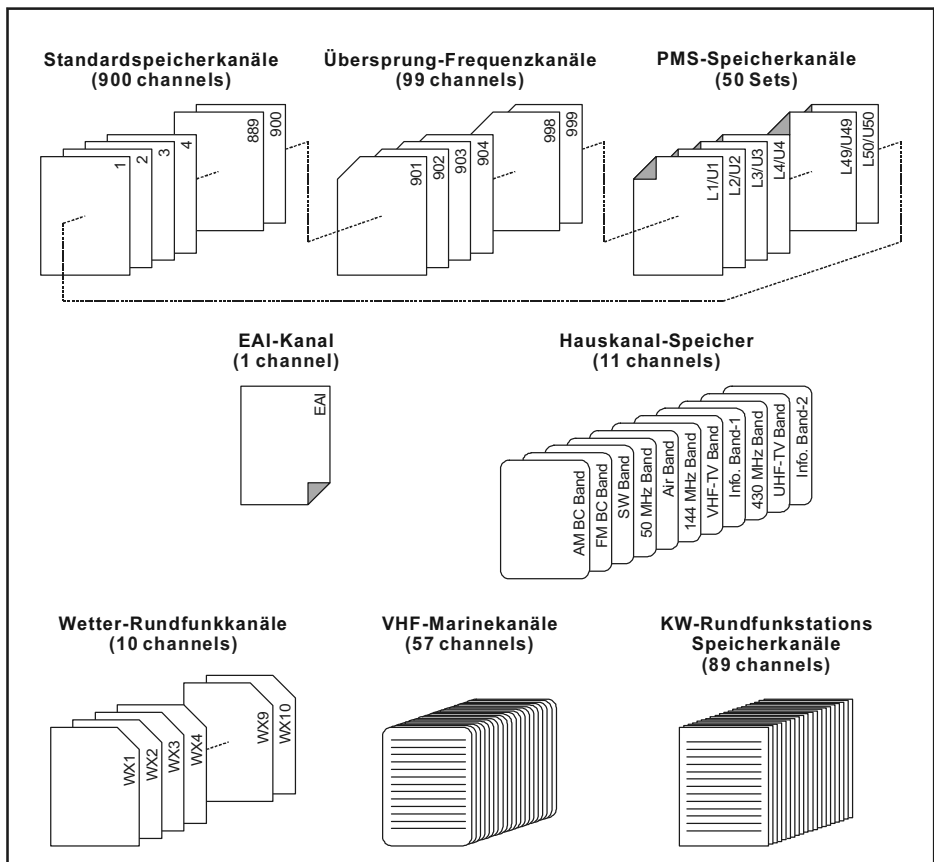 Standardspeicherkanäle
(900 channels)
1
2
3
4
889
900
Übersprung-Frequenzkanäle
(99 channels)
901
902
903
904
998
999
PMS-Speicherkanäle
(50 Sets)
L1/U1
L2/U2
L3/U3
L4/U4
L49/U49
L50/U50
EAI-Kanal
(1 channel)
EAI
Hauskanal-Speicher
(11 channels)
AM BC Band
FM BC Band
SW Band
50 MHz Band
Air Band
144 MHz Band
VHF-TV Band
Info. Band-1
430 MHz Band
UHF-TV Band
Info. Band-2
Wetter-Rundfunkkanäle
(10 channels)
WX1
WX2
WX3
WX4
WX9
WX10
VHF-Marinekanäle
(57 channels)
KW-Rundfunkstations
Speicherkanäle
(89 channels)